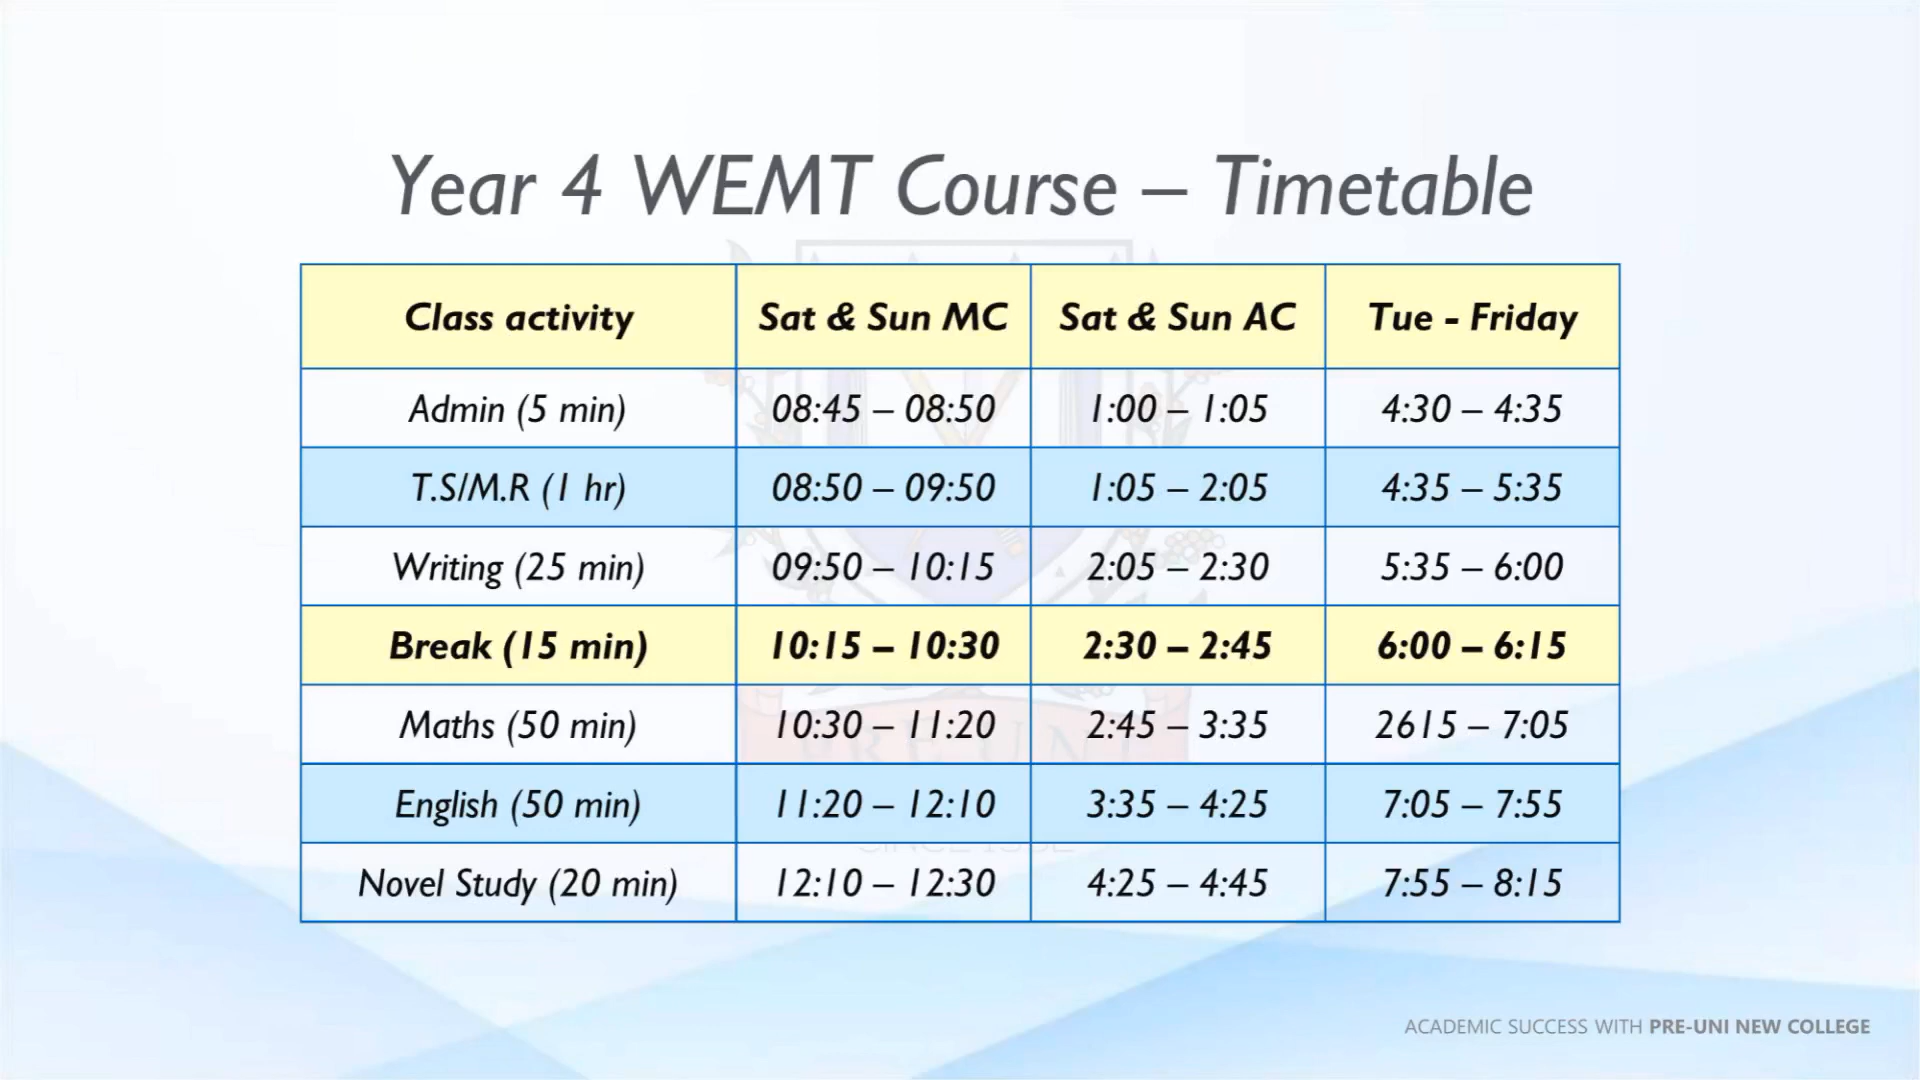 Year 4 WEMT Course – Timetable
Class activity Sat & Sun MC Sat & Sun AC Tue - Friday
Admin (5 min) 08:45 – 08:50 1:00 – 1:05 4:30 – 4:35
T.S/M.R (1 hr) 08:50 – 09:50 1:05 – 2:05 4:35 – 5:35
Writing (25 min) 09:50 – 10:15 2:05 – 2:30 5:35 – 6:00
Break (15 min) 10:15 – 10:30 2:30 – 2:45 6:00 – 6:15
Maths (50 min) 10:30 – 11:20 2:45 – 3:35 2615 – 7:05
English (50 min) 11:20 – 12:10 3:35 – 4:25 7:05 – 7:55
Novel Study (20 min) 12:10 – 12:30 4:25 – 4:45 7:55 – 8:15
ACADEMIC SUCCESS WITH PRE-UNI NEW COLLEGE